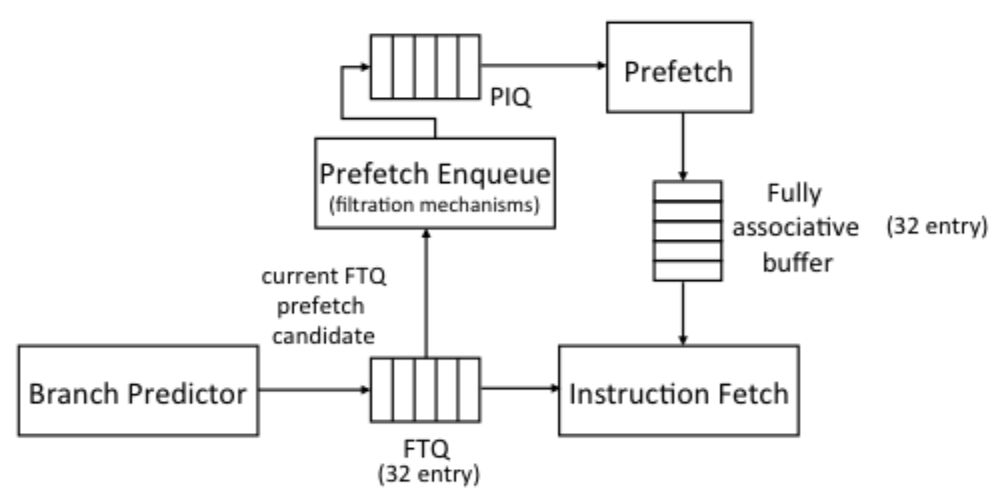 PIQ
Prefetch
Prefetch Enqueue
(filtration mechanisms)
Fully
associative
buffer
(32 entry)
current FTQ
prefetch
candidate
Branch Predictor
FTQ
(32 entry)
Instruction Fetch